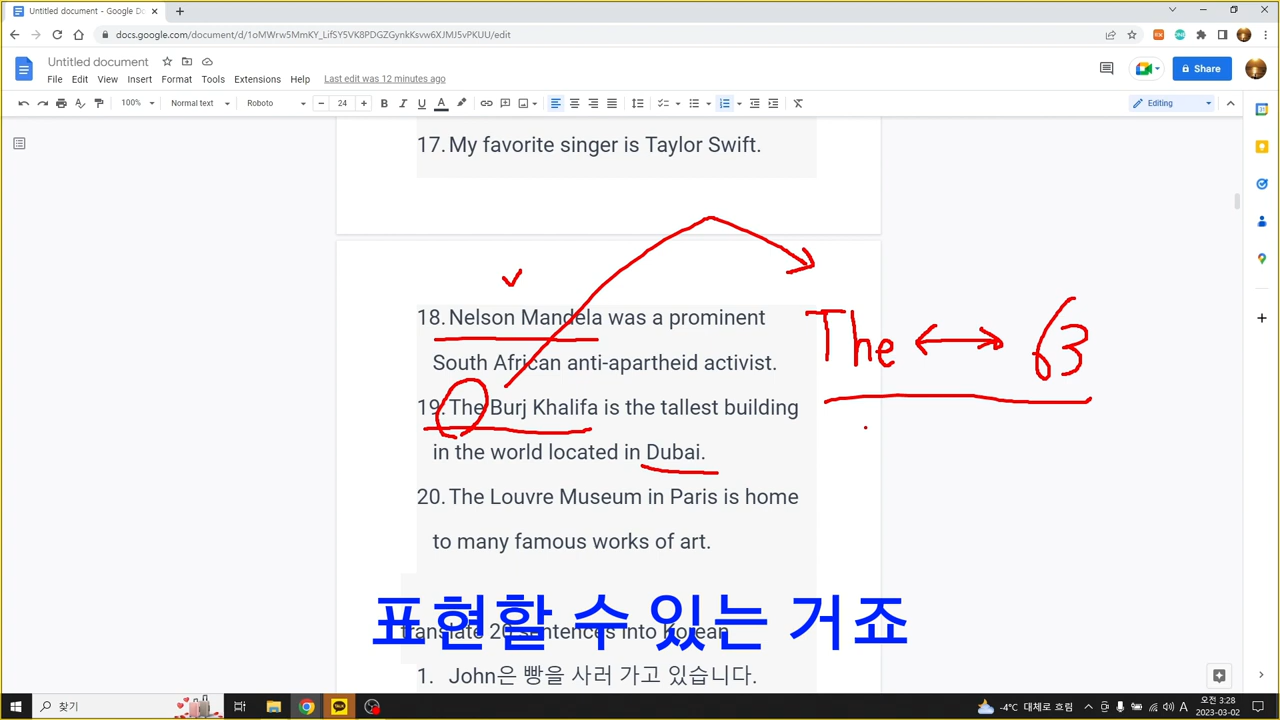 Untitled document - Google Do
docs.google.com/document/d/1oMWrw5MmKY_LifSY5VK8PDGZGynkKsvw6XJMJ5vPKUU/edit
Untitled document
File Edit View Insert Format Tools Extensions Help Last edit was 12 minutes ago
Share
100% Normal text Roboto 24 B I U A Editing
17. My favorite singer is Taylor Swift.
18. Nelson Mandela was a prominent
South African anti-apartheid activist.
The 63
19. The Burj Khalifa is the tallest building
in the world located in Dubai.
20. The Louvre Museum in Paris is home
to many famous works of art.
표현할 수 있는 거죠
translate 20 sentences into Korean
1. John은 빵을 사러 가고 있습니다.
찾기
-4℃ 대체로 흐림
A
오전 3:28
2023-03-02